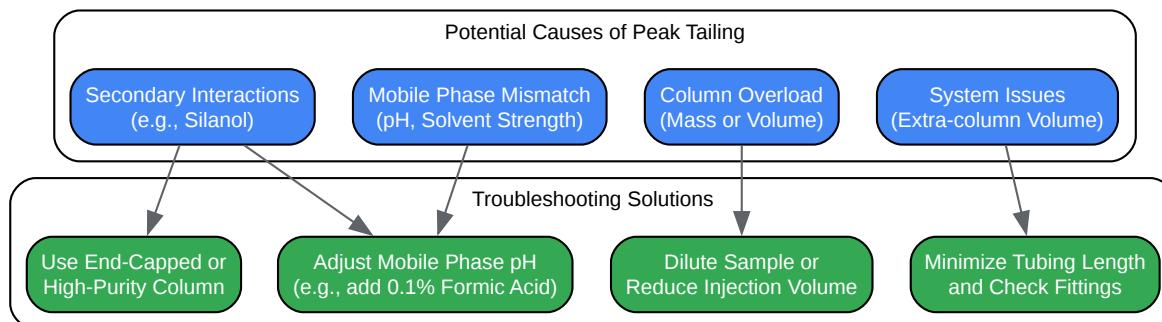 Potential Causes of Peak Tailing
Secondary Interactions
(e.g., Silanol)
Mobile Phase Mismatch
(pH, Solvent Strength)
Column Overload
(Mass or Volume)
System Issues
(Extra-column Volume)
Troubleshooting Solutions
Use End-Capped or
High-Purity Column
Adjust Mobile Phase pH
(e.g., add 0.1% Formic Acid)
Dilute Sample or
Reduce Injection Volume
Minimize Tubing Length
and Check Fittings